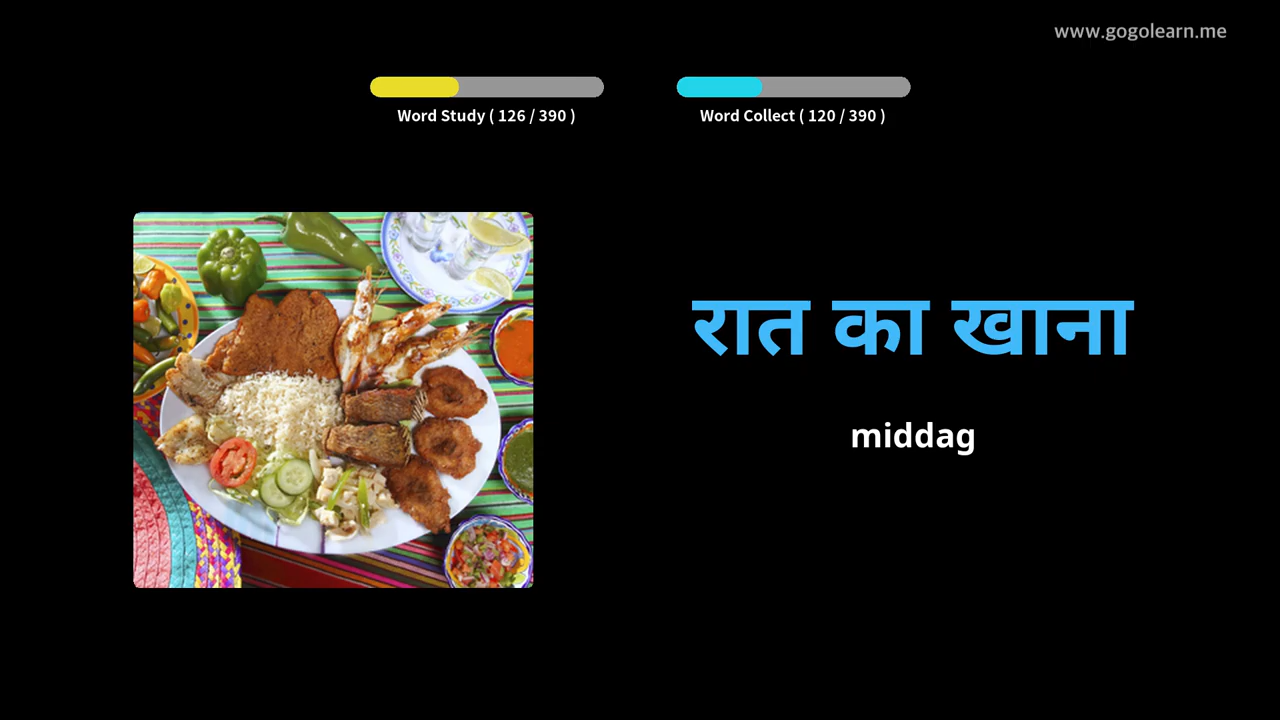 www.gogolearn.me
Word Study ( 126 / 390 )
Word Collect ( 120 / 390 )
रात का खाना
middag